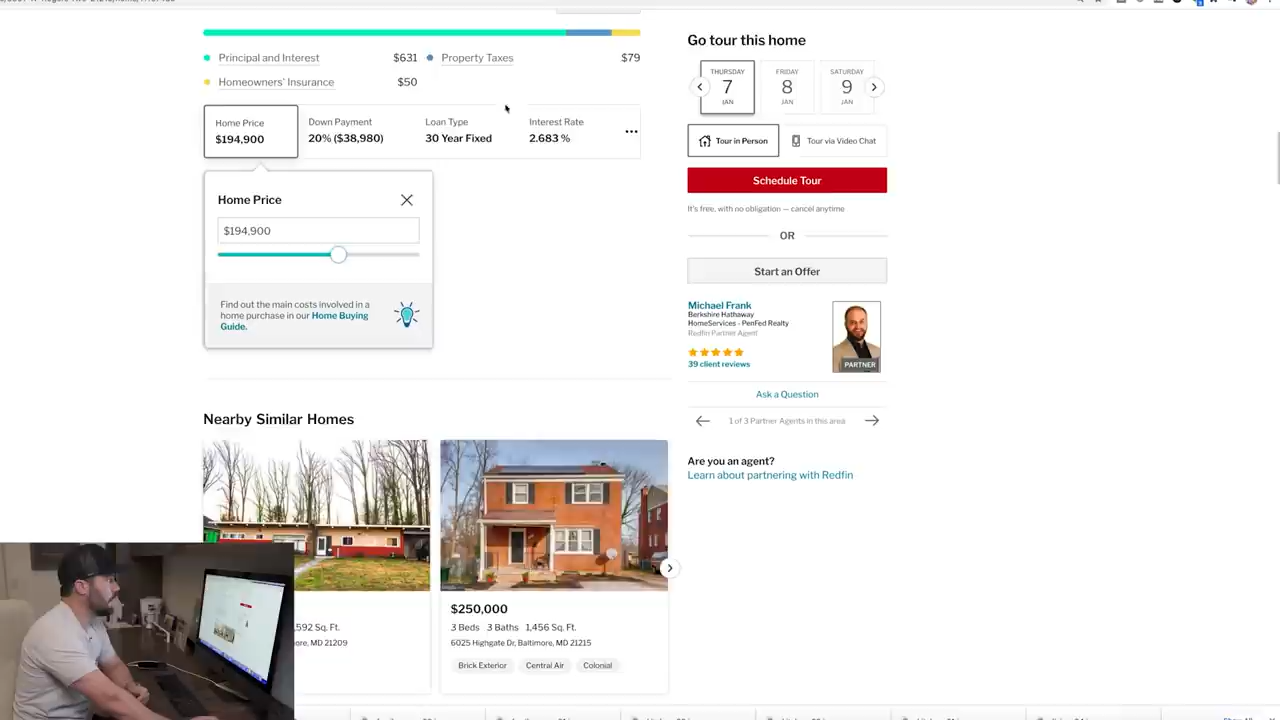 Principal and Interest $631 Property Taxes $79
Homeowners' Insurance $50
Home Price Down Payment Loan Type Interest Rate
$194,900 20% ($38,980) 30 Year Fixed 2.683 %
Home Price
$194,900
Find out the main costs involved in a
home purchase in our Home Buying
Guide.
Nearby Similar Homes
,592 Sq. Ft.
ore, MD 21209
$250,000
3 Beds 3 Baths 1,456 Sq. Ft.
6025 Highgate Dr, Baltimore, MD 21215
Brick Exterior Central Air Colonial
Go tour this home
THURSDAY FRIDAY SATURDAY
7 8 9
JAN JAN JAN
Tour in Person Tour via Video Chat
Schedule Tour
It's free, with no obligation — cancel anytime
OR
Start an Offer
Michael Frank
Berkshire Hathaway
HomeServices - PenFed Realty
Redfin Partner Agent
39 client reviews
PARTNER
Ask a Question
1 of 3 Partner Agents in this area
Are you an agent?
Learn about partnering with Redfin